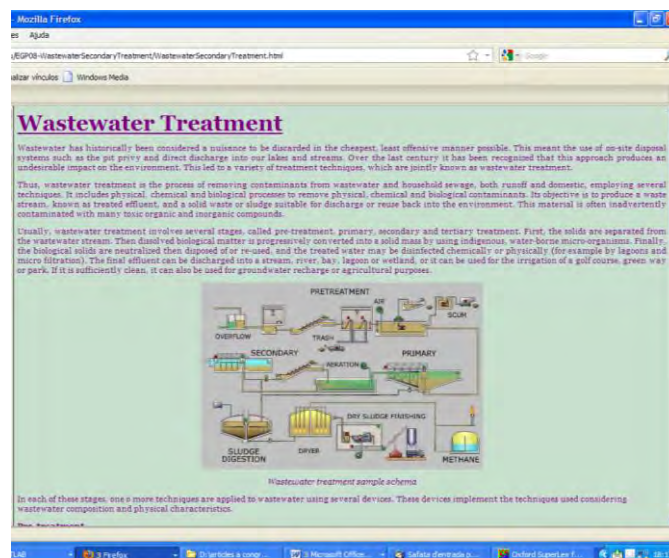 - Mozilla Firefox
es Ajuda
/EGP08-WastewaterSecondaryTreatment/WastewaterSecondaryTreatment.html
Google
alizar vínculos Windows Media
Wastewater Treatment
Wastewater has historically been considered a nuisance to be discarded in the cheapest, least offensive manner possible. This meant the use of on-site disposal
systems such as the pit privy and direct discharge into our lakes and streams. Over the last century it has been recognized that this approach produces an
undesirable impact on the environment. This led to a variety of treatment techniques, which are jointly known as wastewater treatment.
Thus, wastewater treatment is the process of removing contaminants from wastewater and household sewage, both runoff and domestic, employing several
techniques. It includes physical, chemical and biological processes to remove physical, chemical and biological contaminants. Its objective is to produce a waste
stream, known as treated effluent, and a solid waste or sludge suitable for discharge or reuse back into the environment. This material is often inadvertently
contaminated with many toxic organic and inorganic compounds.
Usually, wastewater treatment involves several stages, called pre-treatment, primary, secondary and tertiary treatment. First, the solids are separated from
the wastewater stream. Then dissolved biological matter is progressively converted into a solid mass by using indigenous, water-borne micro-organisms. Finally,
the biological solids are neutralized then disposed of or re-used, and the treated water may be disinfected chemically or physically (for example by lagoons and
micro filtration). The final effluent can be discharged into a stream, river, bay, lagoon or wetland, or it can be used for the irrigation of a golf course, green way
or park. If it is sufficiently clean, it can also be used for groundwater recharge or agricultural purposes.
PRETREATMENT
AIR
SCUM
OVERFLOW
TRASH
SECONDARY
PRIMARY
AERATION
DRY SLUDGE FINISHING
SLUDGE
DIGESTION
DRYER
METHANE
Wastewater treatment sample schema
In each of these stages, one o more techniques are applied to wastewater using several devices. These devices implement the techniques used considering
wastewater composition and physical characteristics.
Pre-treatment
3 Firefox
D:\articles a congr...
3 Microsoft Office...
Safata d'entrada p...
Oxford SuperLex f...